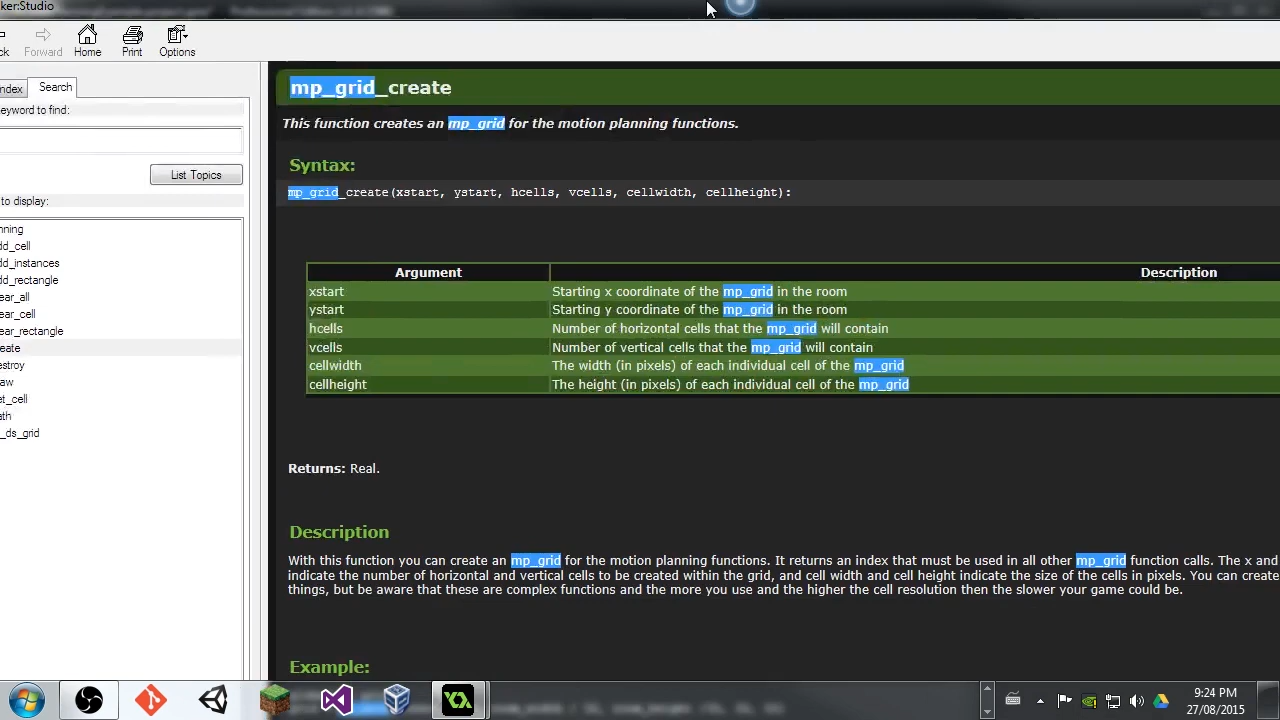 kerStudio
ck Forward Home Print Options
ndex Search
eyword to find:
List Topics
to display:
nning
dd_cell
dd_instances
dd_rectangle
ear_all
ear_cell
ear_rectangle
eate
estroy
aw
et_cell
ath
_ds_grid
mp_grid_create
This function creates an mp_grid for the motion planning functions.
Syntax:
mp_grid_create(xstart, ystart, hcells, vcells, cellwidth, cellheight):
Argument Description
xstart Starting x coordinate of the mp_grid in the room
ystart Starting y coordinate of the mp_grid in the room
hcells Number of horizontal cells that the mp_grid will contain
vcells Number of vertical cells that the mp_grid will contain
cellwidth The width (in pixels) of each individual cell of the mp_grid
cellheight The height (in pixels) of each individual cell of the mp_grid
Returns: Real.
Description
With this function you can create an mp_grid for the motion planning functions. It returns an index that must be used in all other mp_grid function calls. The x and
indicate the number of horizontal and vertical cells to be created within the grid, and cell width and cell height indicate the size of the cells in pixels. You can create
things, but be aware that these are complex functions and the more you use and the higher the cell resolution then the slower your game could be.
Example:
9:24 PM
27/08/2015